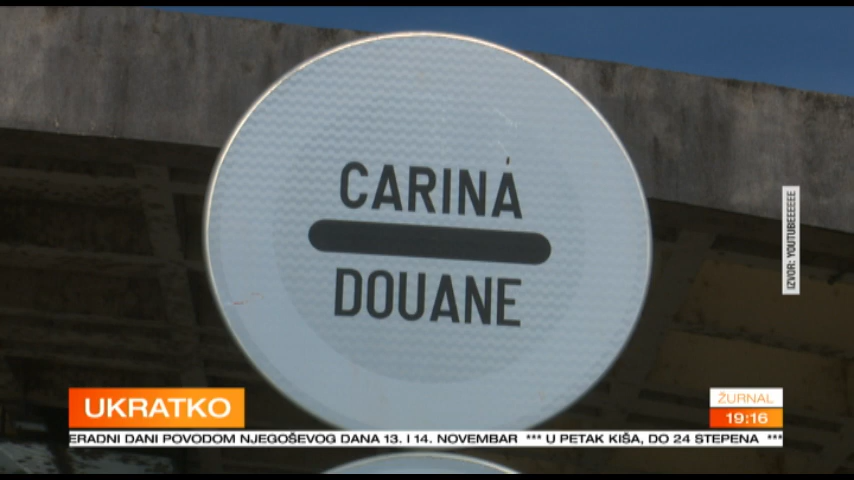 CARINA
DOUANE
IZVOR: YOUTUBEEEEEE
UKRATKO
ŽURNAL
19:16
ERADNI DANI POVODOM NJEGOŠEVOG DANA 13. I 14. NOVEMBAR *** U PETAK KIŠA, DO 24 STEPENA ***